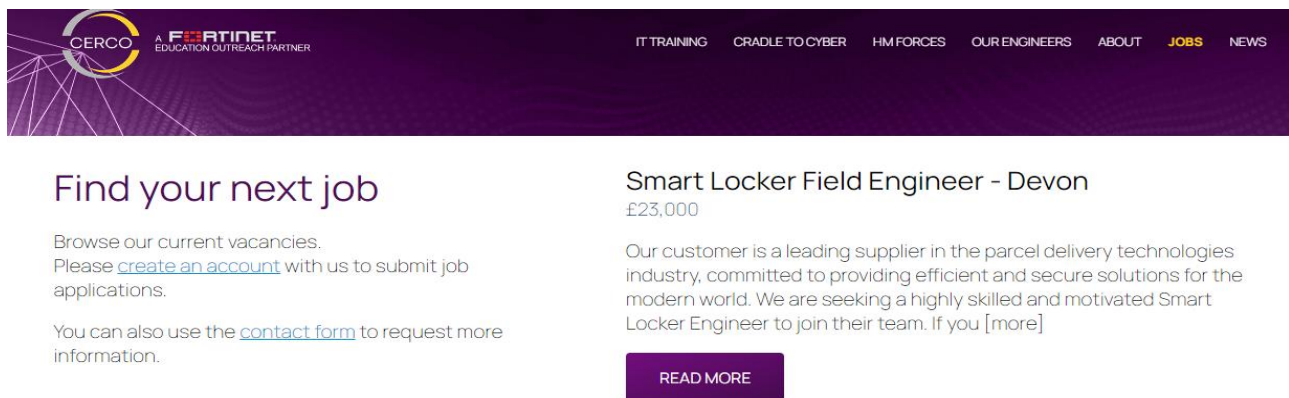 CERCO
A FORTINET
EDUCATION OUTREACH PARTNER
IT TRAINING CRADLE TO CYBER HM FORCES OUR ENGINEERS ABOUT JOBS NEWS
Find your next job
Browse our current vacancies.
Please create an account with us to submit job
applications.
You can also use the contact form to request more
information.
Smart Locker Field Engineer - Devon
£23,000
Our customer is a leading supplier in the parcel delivery technologies
industry, committed to providing efficient and secure solutions for the
modern world. We are seeking a highly skilled and motivated Smart
Locker Engineer to join their team. If you [more]
READ MORE